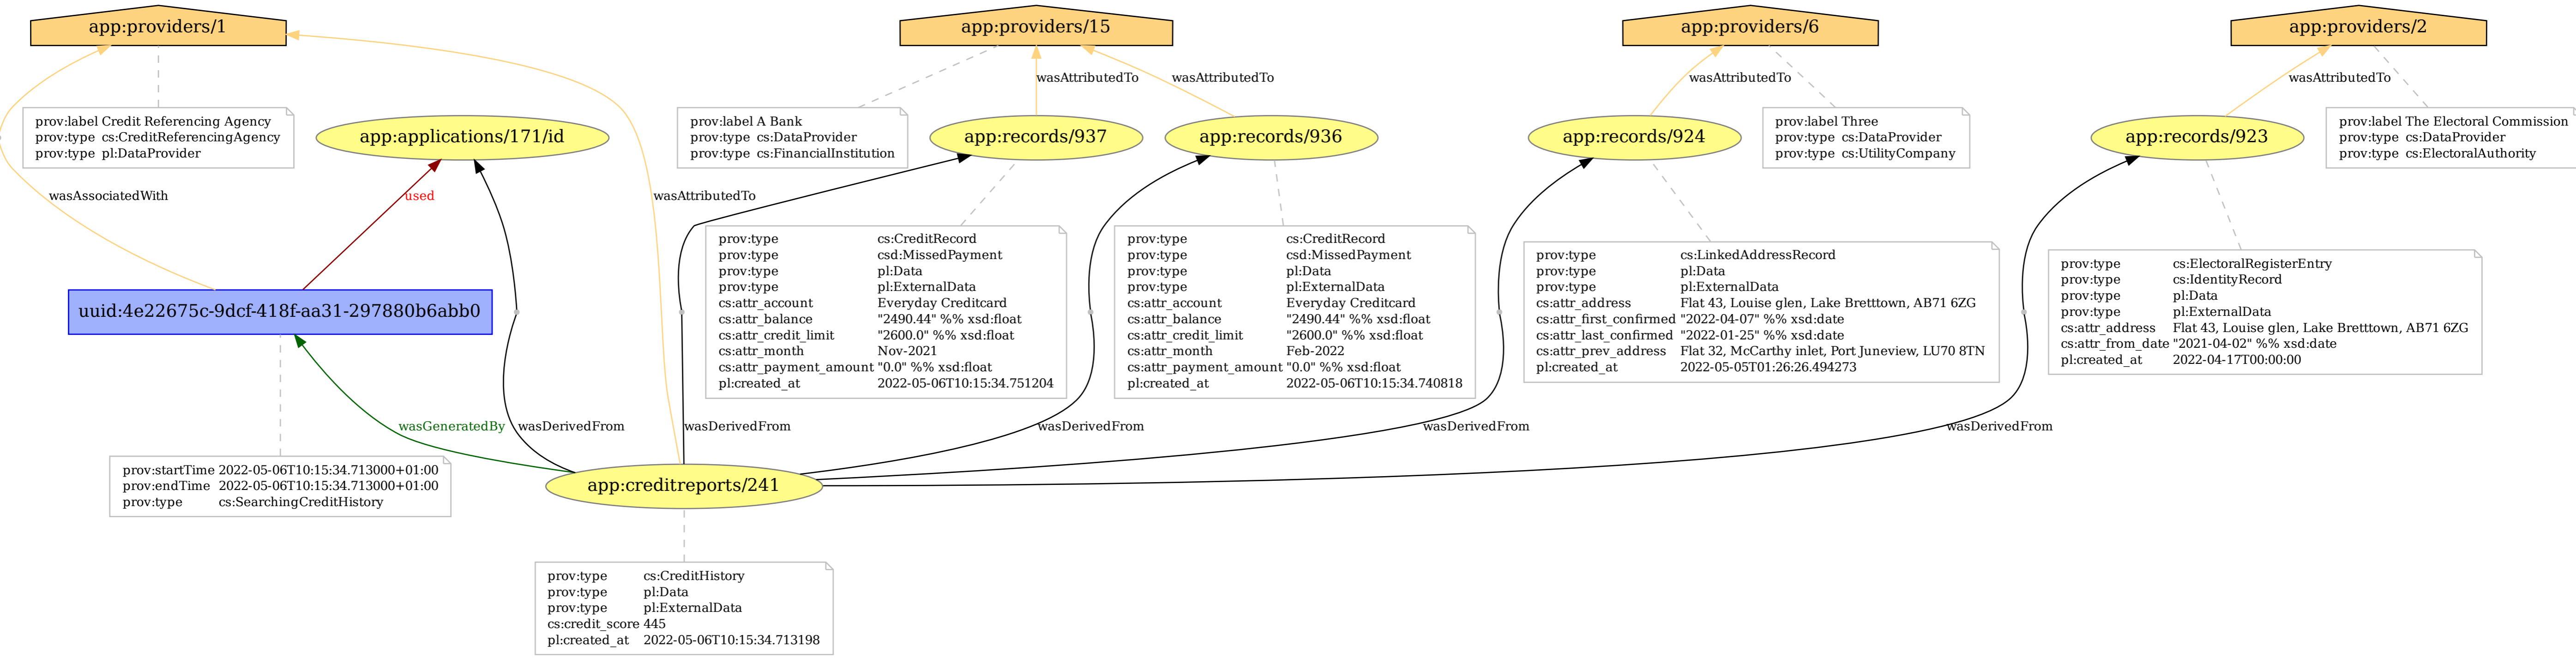 app:providers/1
app:providers/15
app:providers/6
app:providers/2
wasAttributedTo
wasAttributedTo
wasAttributedTo
wasAttributedTo
prov:label Credit Referencing Agency
prov:type cs:CreditReferencingAgency
prov:type pl:DataProvider
app:applications/171/id
prov:label A Bank
prov:type cs:DataProvider
prov:type cs:FinancialInstitution
app:records/937
app:records/936
app:records/924
prov:label Three
prov:type cs:DataProvider
prov:type cs:UtilityCompany
app:records/923
prov:label The Electoral Commission
prov:type cs:DataProvider
prov:type cs:ElectoralAuthority
wasAssociatedWith
used
wasAttributedTo
uuid:4e22675c-9dcf-418f-aa31-297880b6abb0
prov:type cs:CreditRecord
prov:type csd:MissedPayment
prov:type pl:Data
prov:type pl:ExternalData
cs:attr_account Everyday Creditcard
cs:attr_balance "2490.44" %% xsd:float
cs:attr_credit_limit "2600.0" %% xsd:float
cs:attr_month Nov-2021
cs:attr_payment_amount "0.0" %% xsd:float
pl:created_at 2022-05-06T10:15:34.751204
prov:type cs:CreditRecord
prov:type csd:MissedPayment
prov:type pl:Data
prov:type pl:ExternalData
cs:attr_account Everyday Creditcard
cs:attr_balance "2490.44" %% xsd:float
cs:attr_credit_limit "2600.0" %% xsd:float
cs:attr_month Feb-2022
cs:attr_payment_amount "0.0" %% xsd:float
pl:created_at 2022-05-06T10:15:34.740818
prov:type cs:LinkedAddressRecord
prov:type pl:Data
prov:type pl:ExternalData
cs:attr_address Flat 43, Louise glen, Lake Bretttown, AB71 6ZG
cs:attr_first_confirmed "2022-04-07" %% xsd:date
cs:attr_last_confirmed "2022-01-25" %% xsd:date
cs:attr_prev_address Flat 32, McCarthy inlet, Port Juneview, LU70 8TN
pl:created_at 2022-05-05T01:26:26.494273
prov:type cs:ElectoralRegisterEntry
prov:type cs:IdentityRecord
prov:type pl:Data
prov:type pl:ExternalData
cs:attr_address Flat 43, Louise glen, Lake Bretttown, AB71 6ZG
cs:attr_from_date "2021-04-02" %% xsd:date
pl:created_at 2022-04-17T00:00:00
wasGeneratedBy
wasDerivedFrom
wasDerivedFrom
wasDerivedFrom
wasDerivedFrom
wasDerivedFrom
prov:startTime 2022-05-06T10:15:34.713000+01:00
prov:endTime 2022-05-06T10:15:34.713000+01:00
prov:type cs:SearchingCreditHistory
app:creditreports/241
prov:type cs:CreditHistory
prov:type pl:Data
prov:type pl:ExternalData
cs:credit_score 445
pl:created_at 2022-05-06T10:15:34.713198